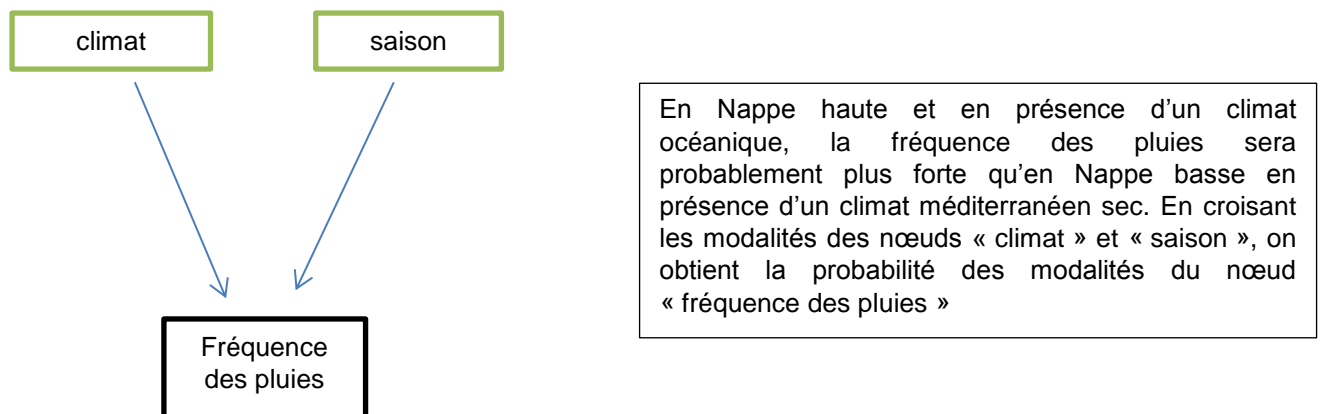 climat
saison
En Nappe haute et en présence d'un climat
océanique, la fréquence des pluies sera
probablement plus forte qu'en Nappe basse en
présence d'un climat méditerranéen sec. En croisant
les modalités des nœuds « climat » et « saison », on
obtient la probabilité des modalités du nœud
« fréquence des pluies »
Fréquence
des pluies